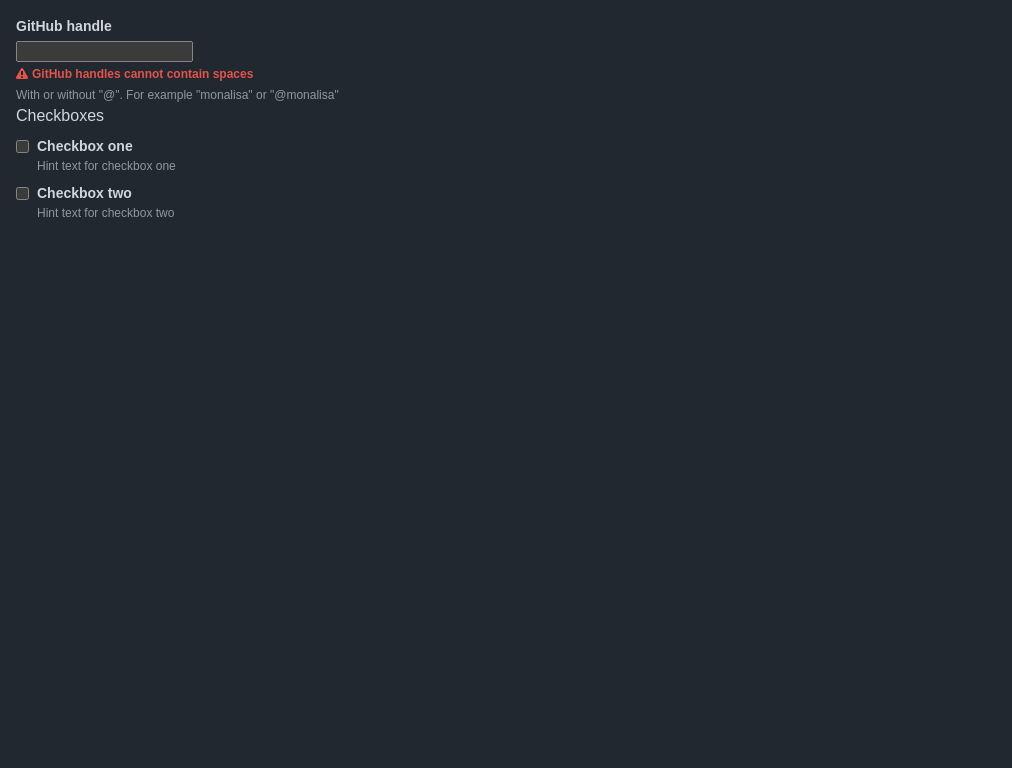 GitHub handle
GitHub handles cannot contain spaces
With or without "@". For example "monalisa" or "@monalisa"
Checkboxes
Checkbox one
Hint text for checkbox one
Checkbox two
Hint text for checkbox two